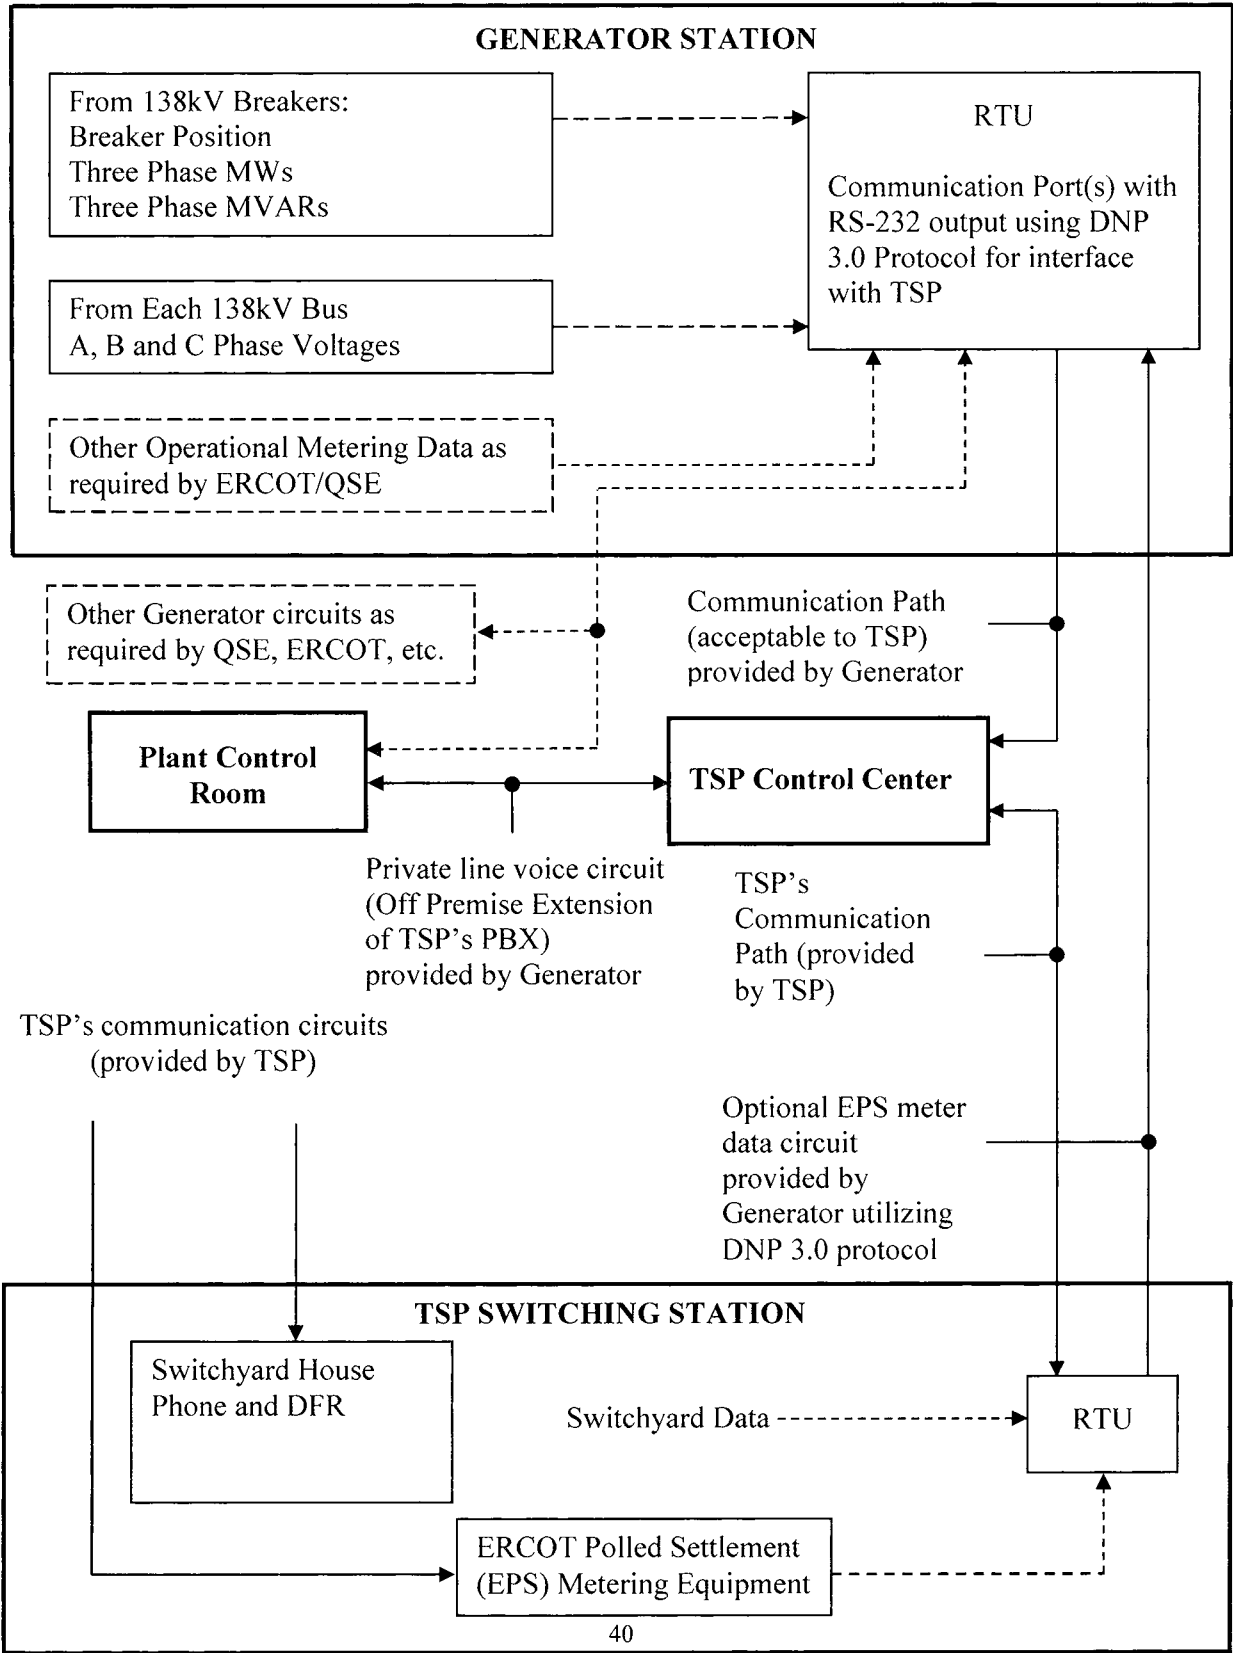 GENERATOR STATION
From 138kV Breakers:
Breaker Position
Three Phase MWs
Three Phase MVARs
RTU
Communication Port(s) with
RS-232 output using DNP
3.0 Protocol for interface
with TSP
From Each 138kV Bus
A, B and C Phase Voltages
Other Operational Metering Data as
required by ERCOT/QSE
Other Generator circuits as
required by QSE, ERCOT, etc.
Communication Path
(acceptable to TSP)
provided by Generator
Plant Control
Room
TSP Control Center
Private line voice circuit
(Off Premise Extension
of TSP's PBX)
provided by Generator
TSP's
Communication
Path (provided
by TSP)
TSP's communication circuits
(provided by TSP)
Optional EPS meter
data circuit
provided by
Generator utilizing
DNP 3.0 protocol
TSP SWITCHING STATION
Switchyard House
Phone and DFR
Switchyard Data
RTU
ERCOT Polled Settlement
(EPS) Metering Equipment
40